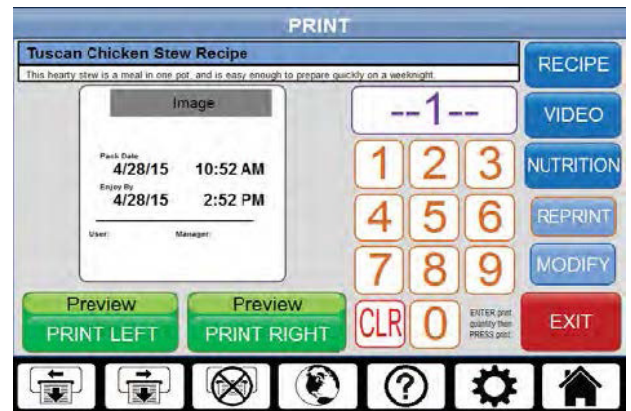 PRINT
Tuscan Chicken Stew Recipe
This hearty stew is a meal in one pot, and is easy enough to prepare quickly on a weeknight.
Image
Pack Date
4/28/15 10:52 AM
Enjoy By
4/28/15 2:52 PM
User: Manager:
--1--
1 2 3
4 5 6
7 8 9
CLR 0
ENTER print
quantity then
PRESS print
Preview
PRINT LEFT
Preview
PRINT RIGHT
RECIPE
VIDEO
NUTRITION
REPRINT
MODIFY
EXIT
?